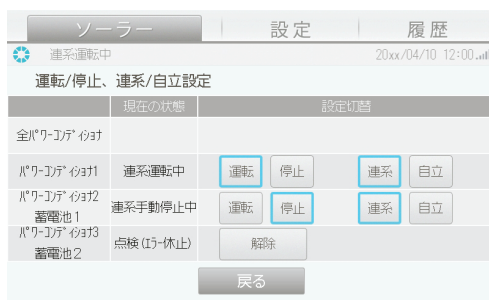 ソーラー 設定 履歴
連系運転中 20xx/04/10 12:00
運転/停止、連系/自立設定
現在の状態 設定切替
全ﾊﾟﾜｰｺﾝﾃﾞｨｼｮﾅ
ﾊﾟﾜｰｺﾝﾃﾞｨｼｮﾅ1 連系運転中 運転 停止 連系 自立
ﾊﾟﾜｰｺﾝﾃﾞｨｼｮﾅ2
蓄電池1 連系手動停止中 運転 停止 連系 自立
ﾊﾟﾜｰｺﾝﾃﾞｨｼｮﾅ3
蓄電池2 点検(ｴﾗｰ休止) 解除
戻る